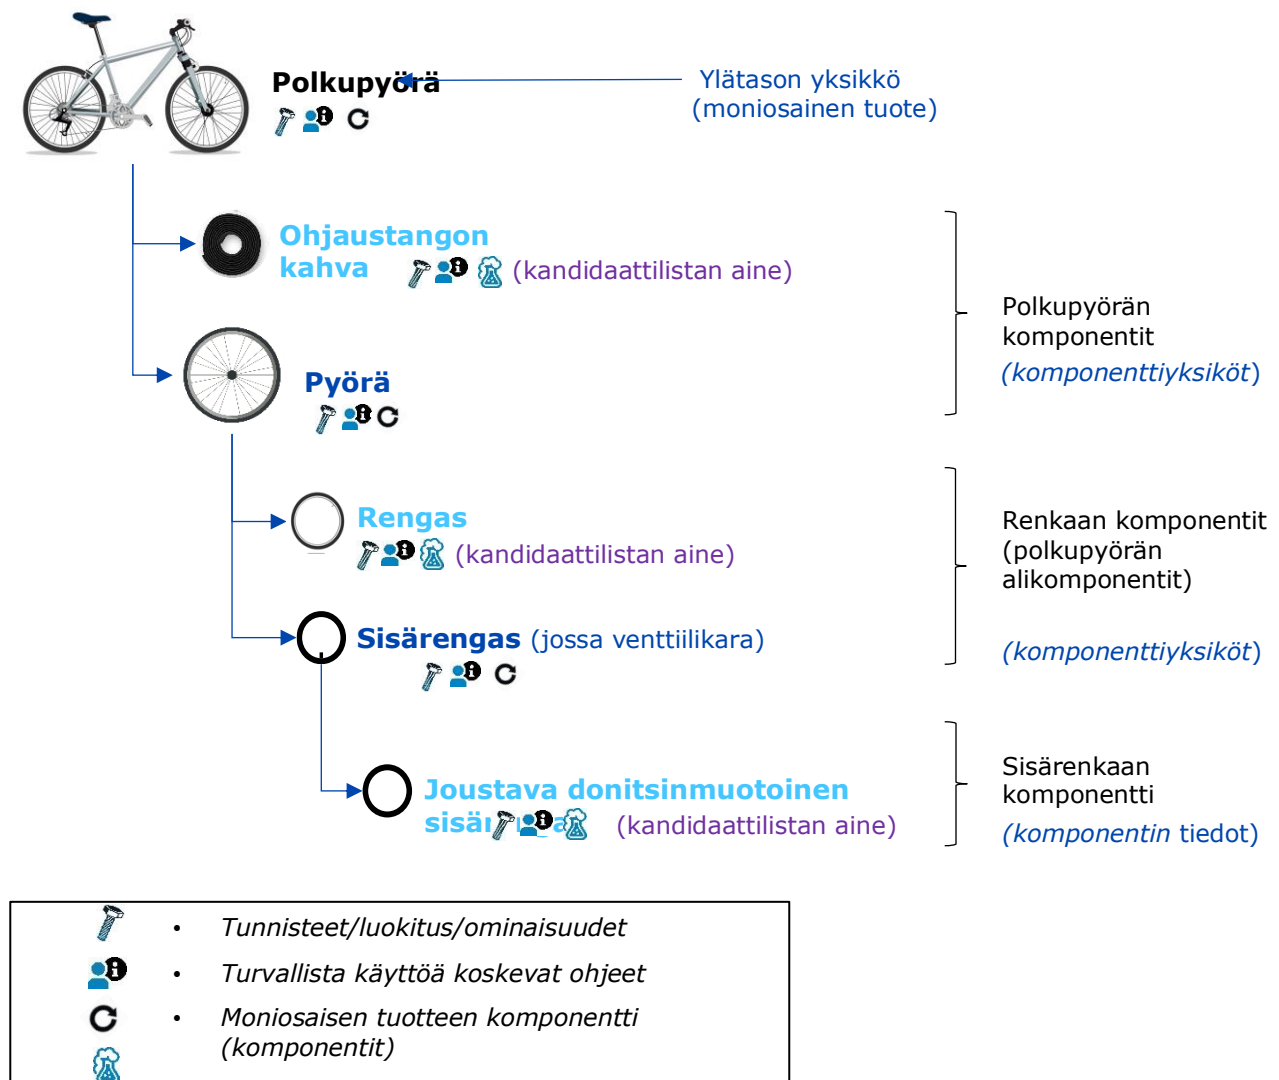 Polkupyörä
Ylätason yksikkö
(moniosainen tuote)
Ohjaustangon
kahva (kandidaattilistan aine)
Polkupyörän
komponentit
(komponenttiyksiköt)
Pyörä
Rengas
(kandidaattilistan aine)
Renkaan komponentit
(polkupyörän
alikomponentit)
Sisärengas (jossa venttiilikara)
(komponenttiyksiköt)
Joustava donitsinmuotoinen
(kandidaattilistan aine)
Sisärenkaan
komponentti
(komponentin tiedot)
• Tunnisteet/luokitus/ominaisuudet
• Turvallista käyttöä koskevat ohjeet
• Moniosaisen tuotteen komponentti
(komponentit)